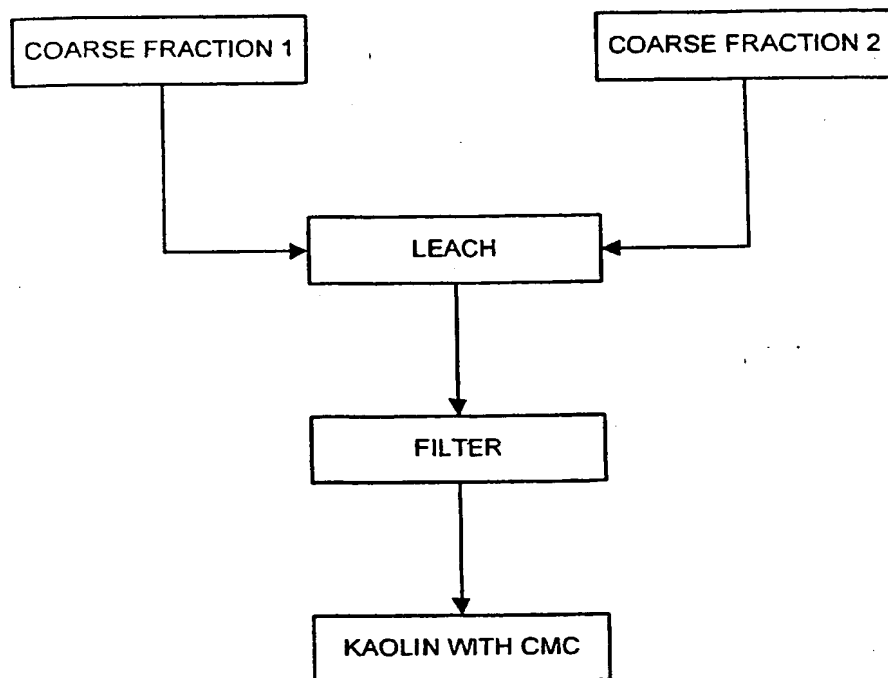 COARSE FRACTION 1
COARSE FRACTION 2
LEACH
FILTER
KAOLIN WITH CMC